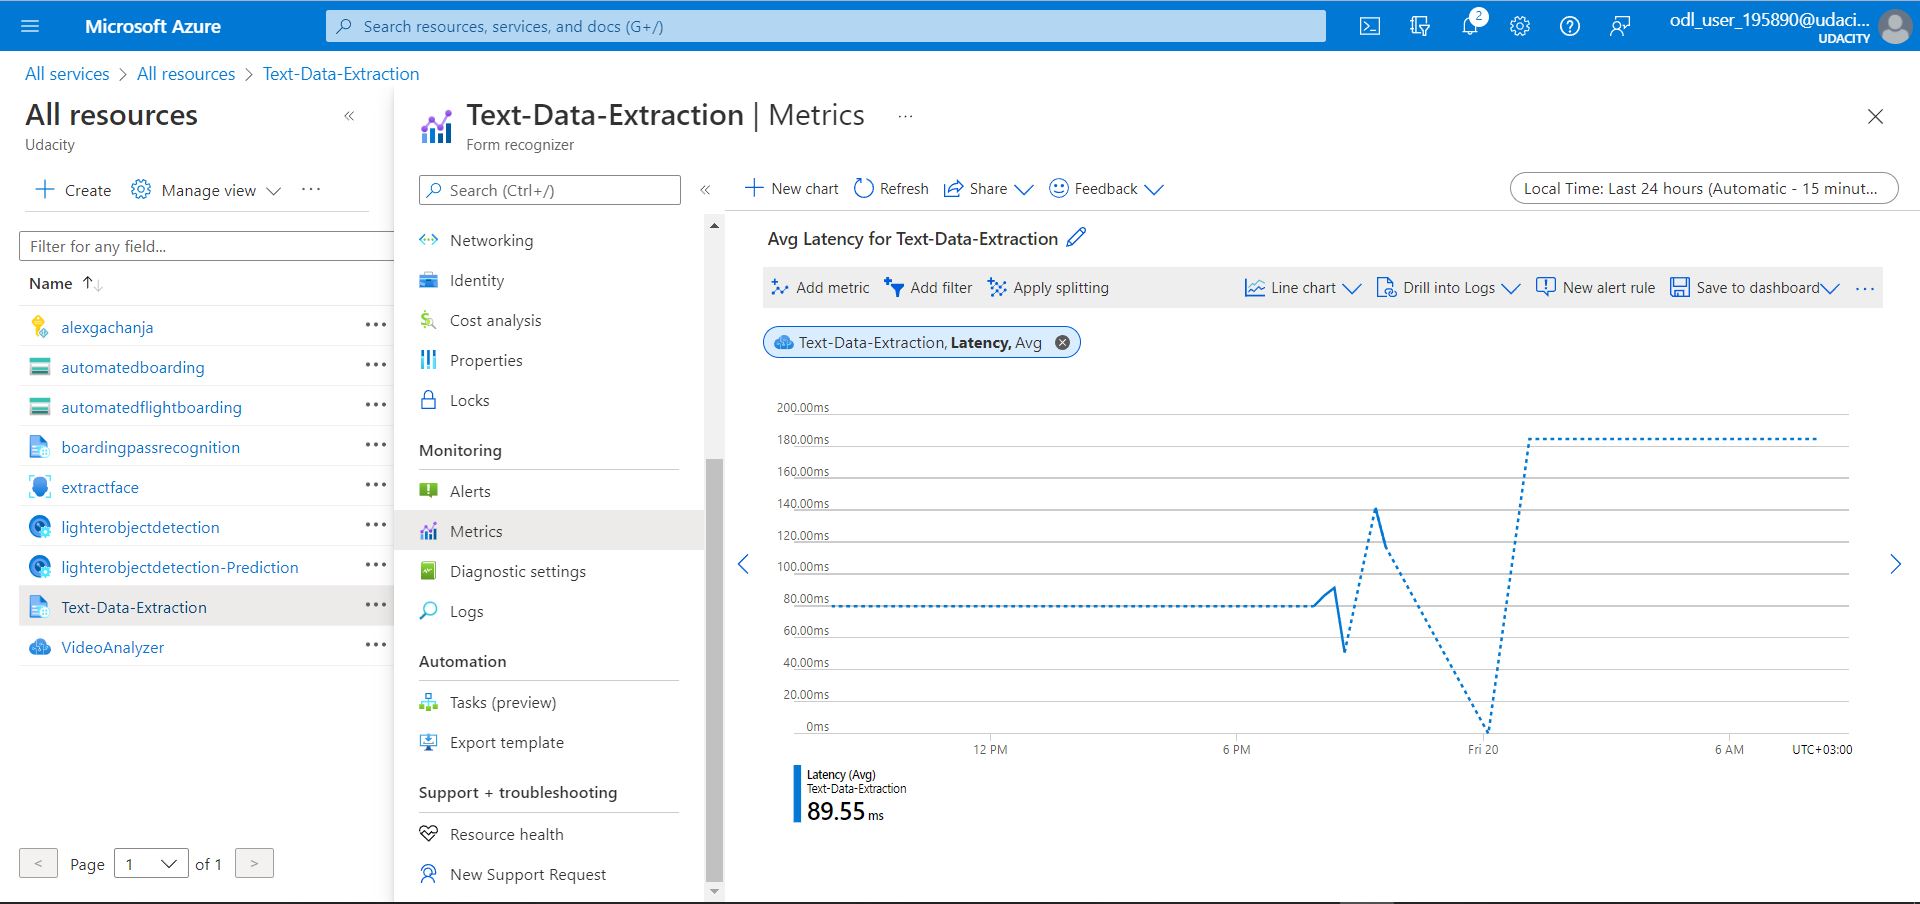 Microsoft Azure
Search resources, services, and docs (G+/)
2
odl_user_195890@udaci...
UDACITY
All services > All resources > Text-Data-Extraction
All resources
Udacity
«
Create
Manage view
...
Filter for any field...
Name
alexgachanja
automatedboarding
automatedflightboarding
boardingpassrecognition
extractface
lighterobjectdetection
lighterobjectdetection-Prediction
Text-Data-Extraction
VideoAnalyzer
< Page 1 of 1 >
Text-Data-Extraction | Metrics ...
Form recognizer
Search (Ctrl+/)
«
Networking
Identity
Cost analysis
Properties
Locks
Monitoring
Alerts
Metrics
Diagnostic settings
Logs
Automation
Tasks (preview)
Export template
Support + troubleshooting
Resource health
New Support Request
New chart
Refresh
Share
Feedback
Local Time: Last 24 hours (Automatic - 15 minut...
Avg Latency for Text-Data-Extraction
Add metric
Add filter
Apply splitting
Line chart
Drill into Logs
New alert rule
Save to dashboard
...
Text-Data-Extraction, Latency, Avg
200.00ms
180.00ms
160.00ms
140.00ms
120.00ms
100.00ms
80.00ms
60.00ms
40.00ms
20.00ms
0ms
12 PM
6 PM
Fri 20
6 AM
UTC+03:00
Latency (Avg)
Text-Data-Extraction
89.55 ms